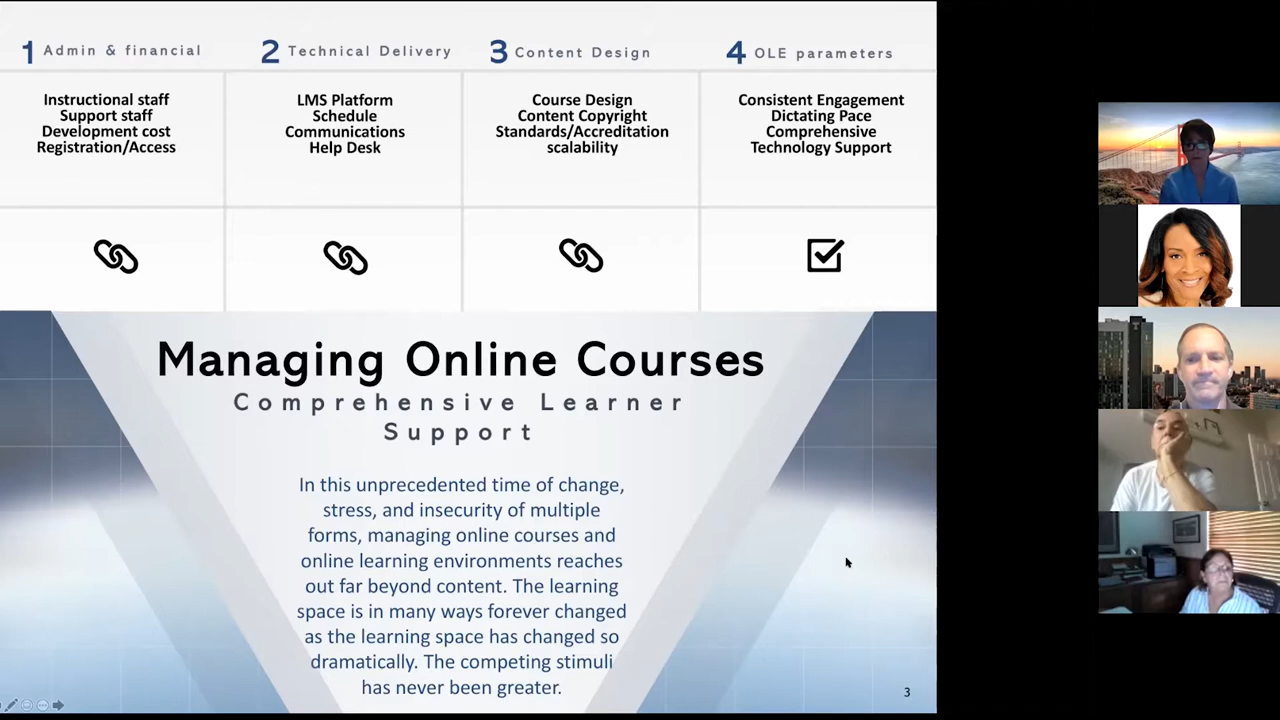 1 Admin & financial
2 Technical Delivery
3 Content Design
4 OLE parameters
Instructional staff
Support staff
Development cost
Registration/Access
LMS Platform
Schedule
Communications
Help Desk
Course Design
Content Copyright
Standards/Accreditation
scalability
Consistent Engagement
Dictating Pace
Comprehensive
Technology Support
Managing Online Courses
Comprehensive Learner
Support
In this unprecedented time of change,
stress, and insecurity of multiple
forms, managing online courses and
online learning environments reaches
out far beyond content. The learning
space is in many ways forever changed
as the learning space has changed so
dramatically. The competing stimuli
has never been greater.
3